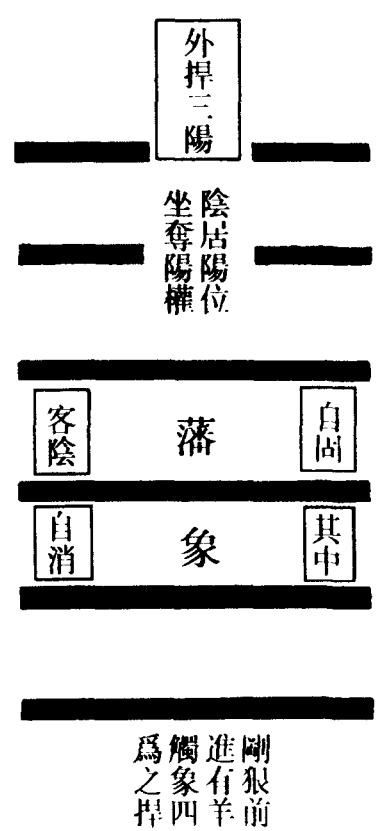 外捍三陽
陰居陽位
坐奪陽權
自固
藩
客陰
其中
象
自消
剛狠前
進有羊
觸象四
爲之捍